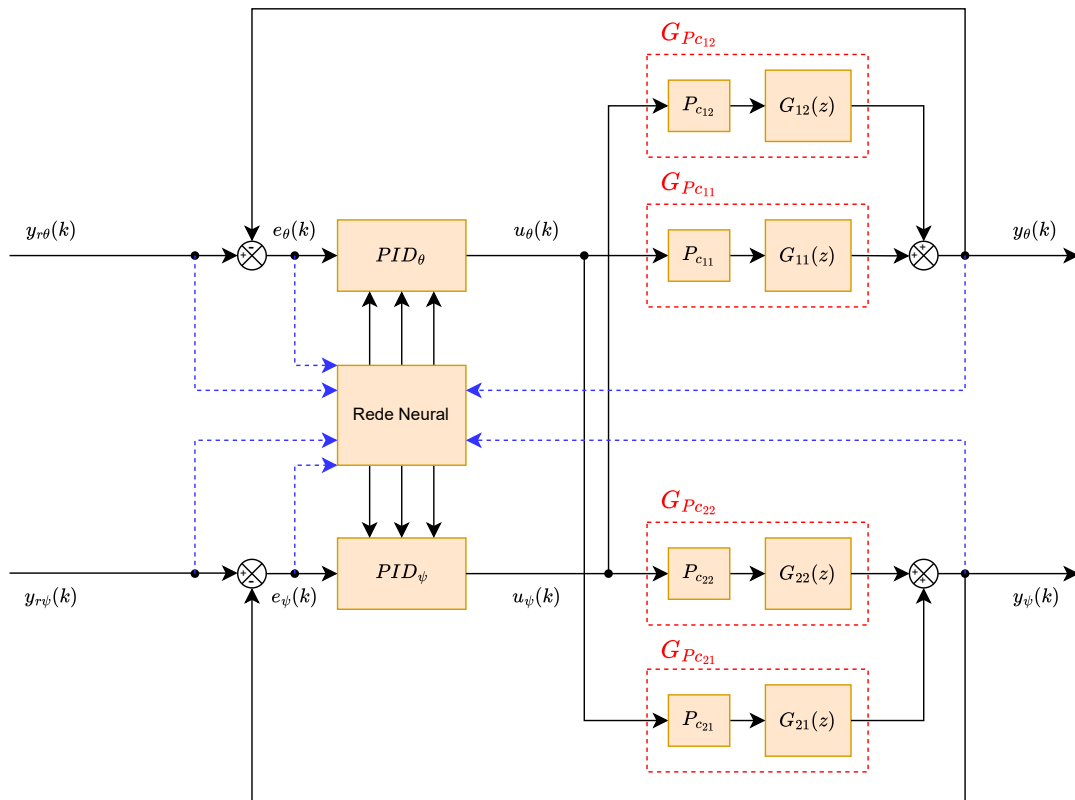 G_{Pc_{12}}
P_{c_{12}}
G_{12}(z)
G_{Pc_{11}}
y_{rθ}(k)
-
e_θ(k)
PID_θ
u_θ(k)
P_{c_{11}}
G_{11}(z)
+
+
y_θ(k)
Rede Neural
G_{Pc_{22}}
y_{rψ}(k)
+
-
e_ψ(k)
PID_ψ
u_ψ(k)
P_{c_{22}}
G_{22}(z)
+
+
y_ψ(k)
G_{Pc_{21}}
P_{c_{21}}
G_{21}(z)